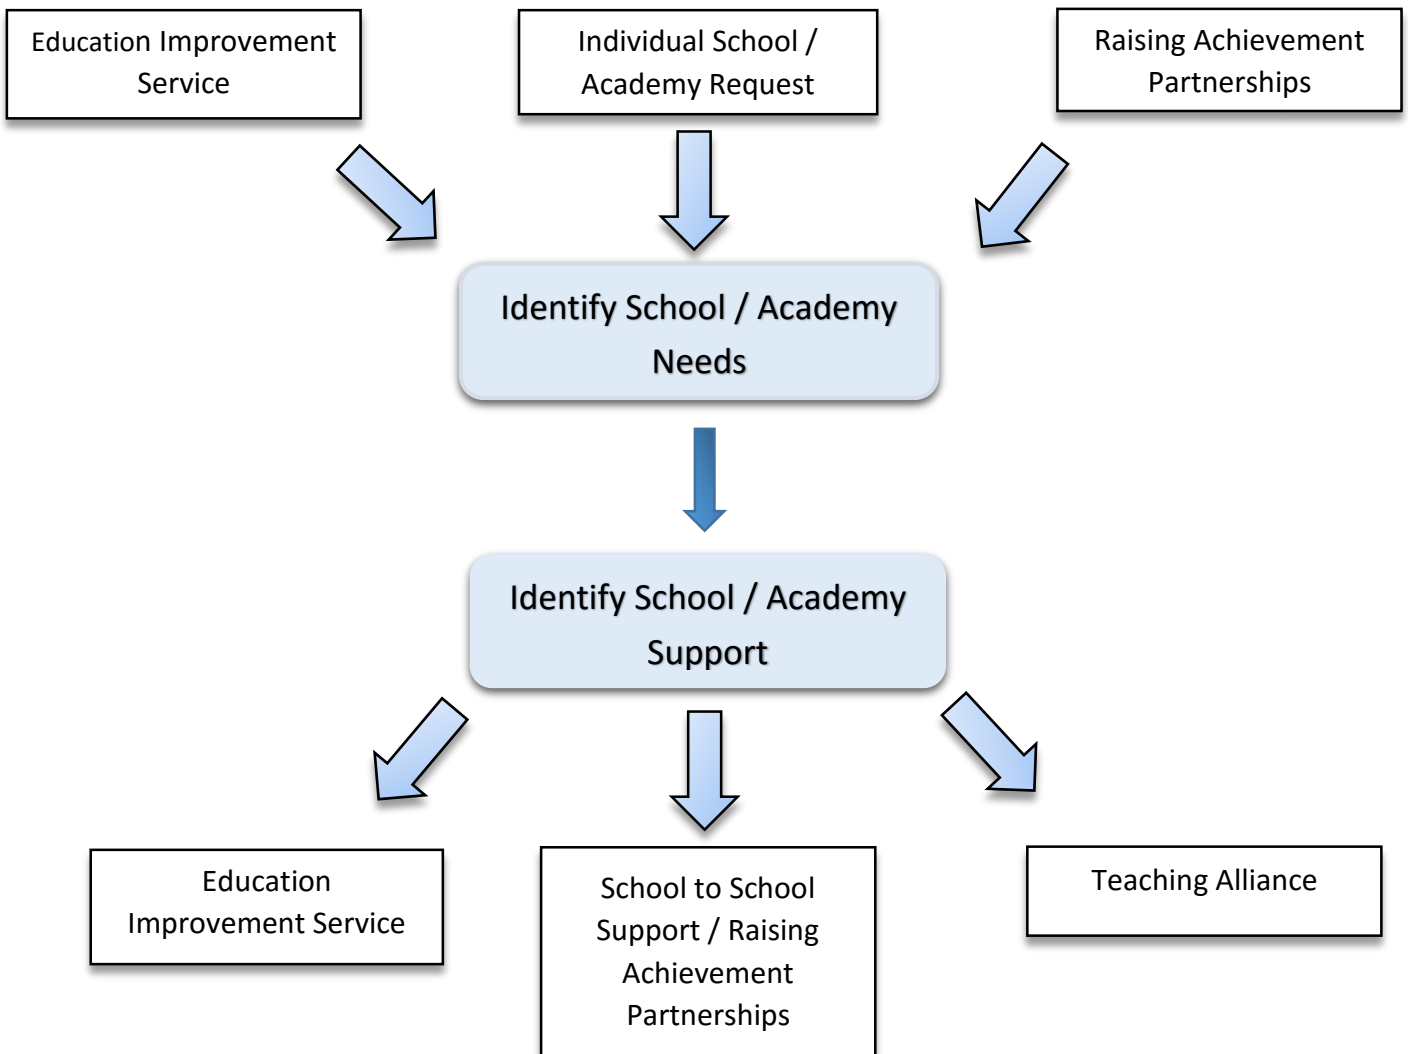 Education Improvement
Service
Individual School /
Academy Request
Raising Achievement
Partnerships
Identify School / Academy
Needs
Identify School / Academy
Support
Education
Improvement Service
School to School
Support / Raising
Achievement
Partnerships
Teaching Alliance